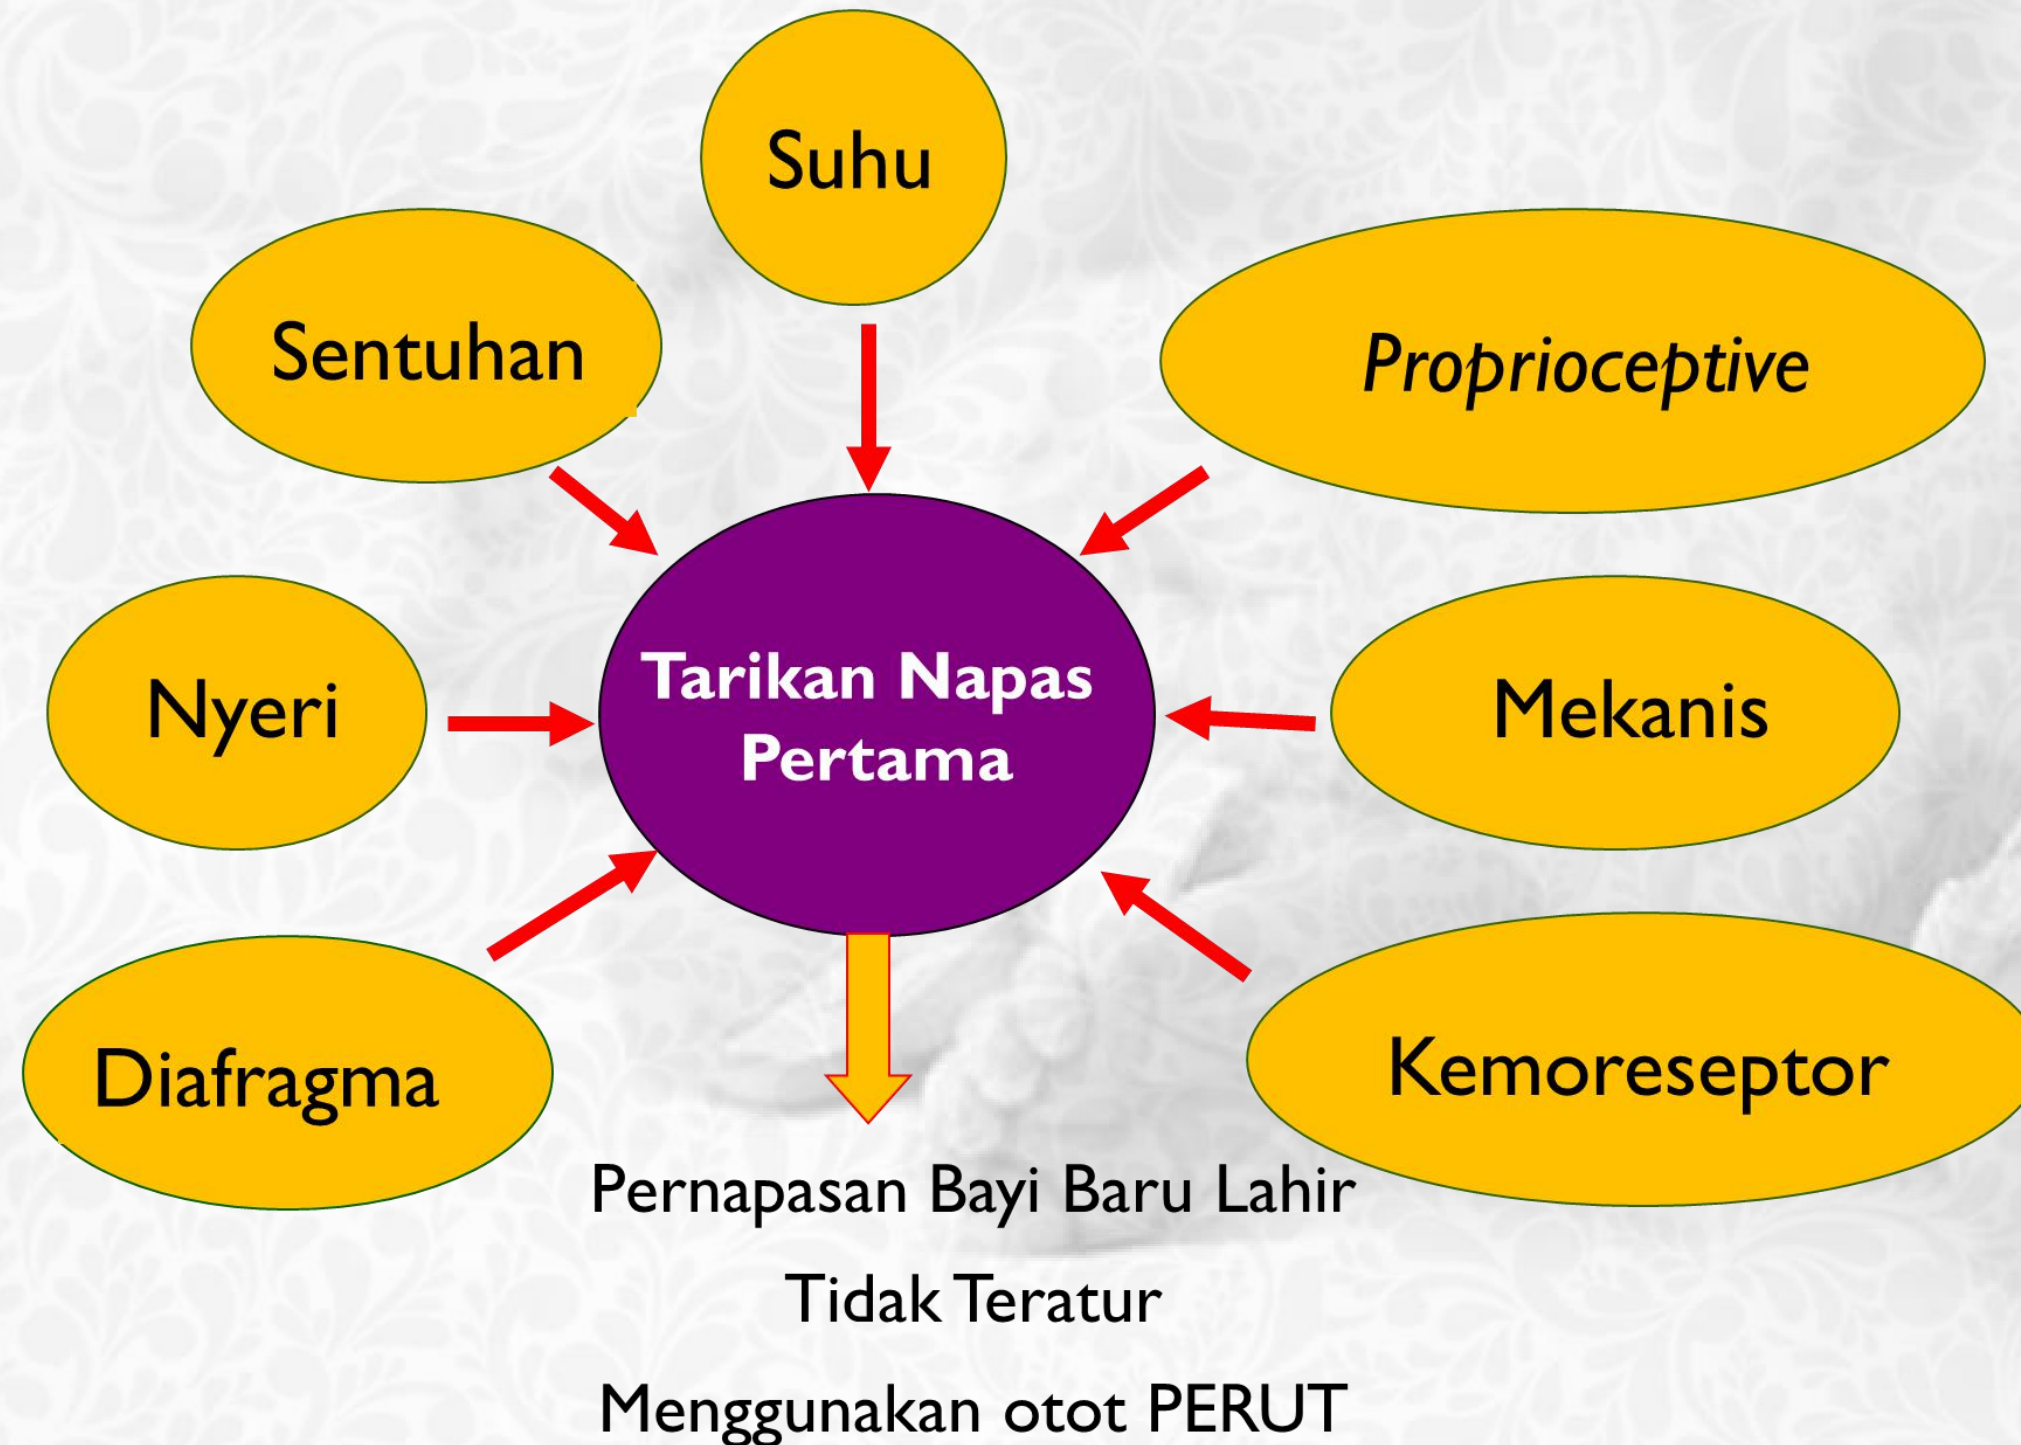 Suhu
Sentuhan
Proprioceptive
Nyeri
Tarikan Napas
Pertama
Mekanis
Diafragma
Kemoreseptor
Pernapasan Bayi Baru Lahir
Tidak Teratur
Menggunakan otot PERUT